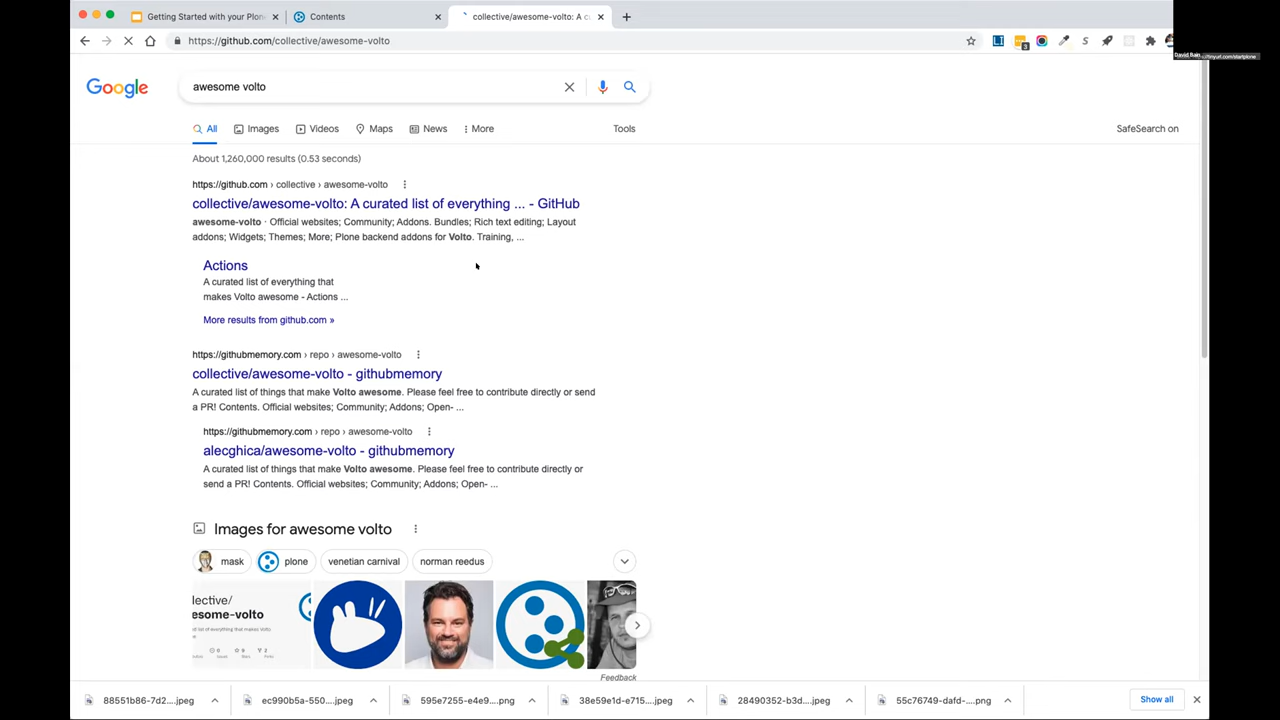 Getting Started with your Plon
Contents
collective/awesome-volto: A c
https://github.com/collective/awesome-volto
3
David Bain
Google
awesome volto
All
Images
Videos
Maps
News
More
Tools
SafeSearch on
About 1,260,000 results (0.53 seconds)
https://github.com › collective › awesome-volto
collective/awesome-volto: A curated list of everything ... - GitHub
awesome-volto · Official websites; Community; Addons. Bundles; Rich text editing; Layout
addons; Widgets; Themes; More; Plone backend addons for Volto. Training, ...
Actions
A curated list of everything that
makes Volto awesome - Actions ...
More results from github.com »
https://githubmemory.com › repo › awesome-volto
collective/awesome-volto - githubmemory
A curated list of things that make Volto awesome. Please feel free to contribute directly or send
a PR! Contents. Official websites; Community; Addons; Open- ...
https://githubmemory.com › repo › awesome-volto
alecghica/awesome-volto - githubmemory
A curated list of things that make Volto awesome. Please feel free to contribute directly or
send a PR! Contents. Official websites; Community; Addons; Open- ...
Images for awesome volto
mask
plone
venetian carnival
norman reedus
llective/
esome-volto
Feedback
88551b86-7d2....jpeg
ec990b5a-550....jpeg
595e7255-e4e9....png
38e59e1d-e715....jpeg
28490352-b3d....jpeg
55c76749-dafd-....png
Show all